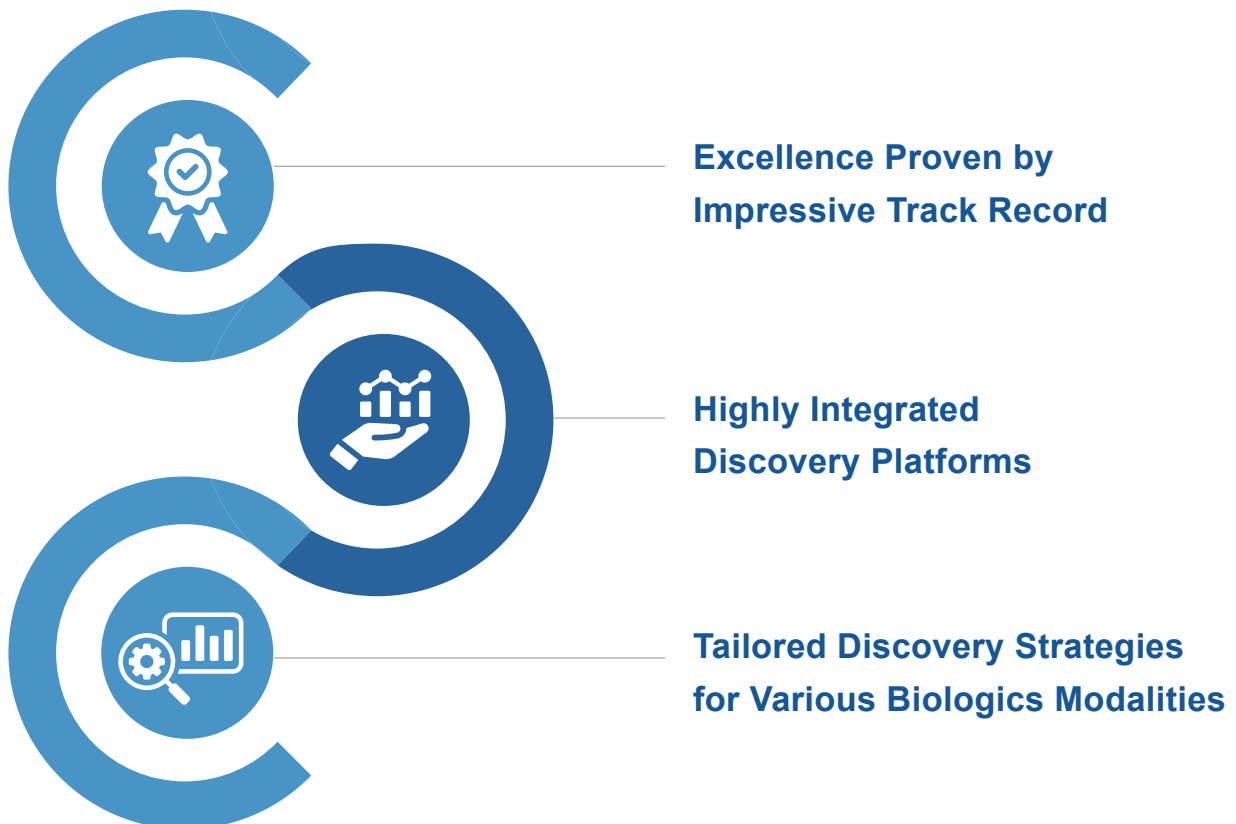 Excellence Proven by
Impressive Track Record
Highly Integrated
Discovery Platforms
Tailored Discovery Strategies
for Various Biologics Modalities